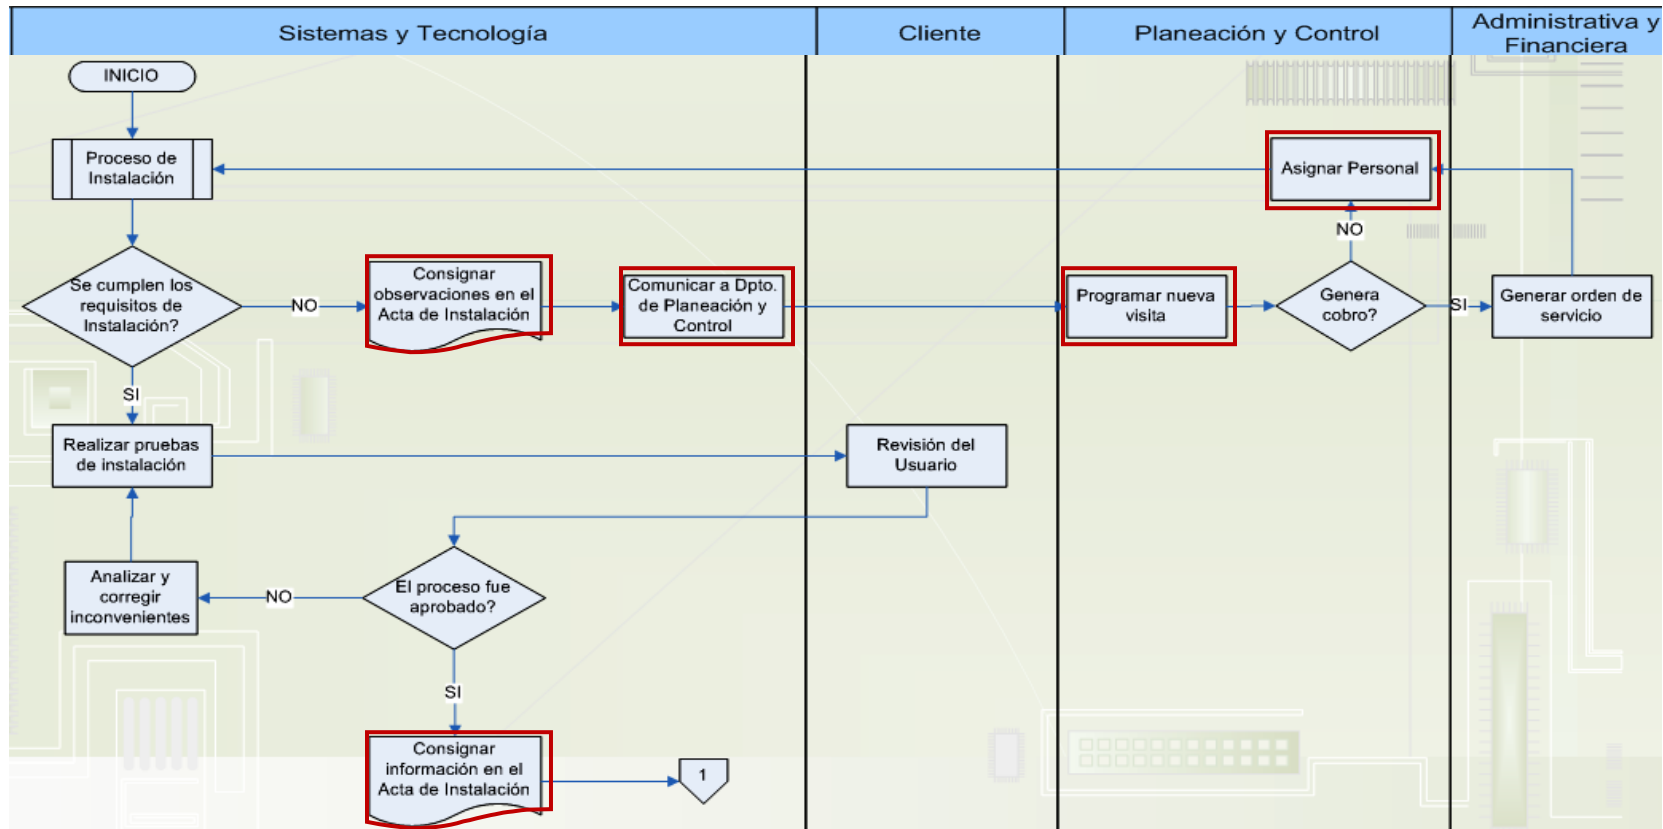 Sistemas y Tecnología
Cliente
Planeación y Control
Administrativa y
Financiera
INICIO
Proceso de
Instalación
Asignar Personal
NO
Se cumplen los
requisitos de
Instalación?
NO
Consignar
observaciones en el
Acta de Instalación
Comunicar a Dpto.
de Planeación y
Control
Programar nueva
visita
Genera
cobro?
SI
Generar orden de
servicio
SI
Realizar pruebas
de instalación
Revisión del
Usuario
Analizar y
corregir
inconvenientes
NO
El proceso fue
aprobado?
SI
Consignar
información en el
Acta de Instalación
1